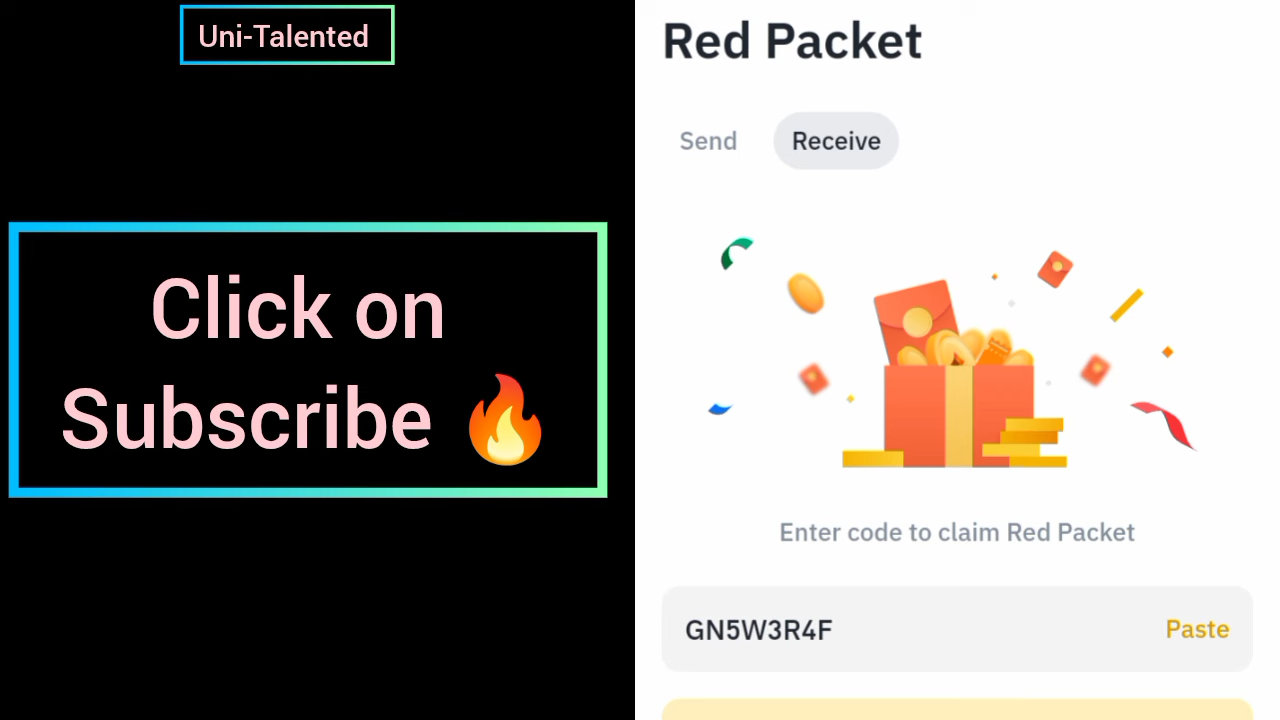 Uni-Talented
Click on
Subscribe 🔥
Red Packet
Send
Receive
Enter code to claim Red Packet
GN5W3R4F
Paste